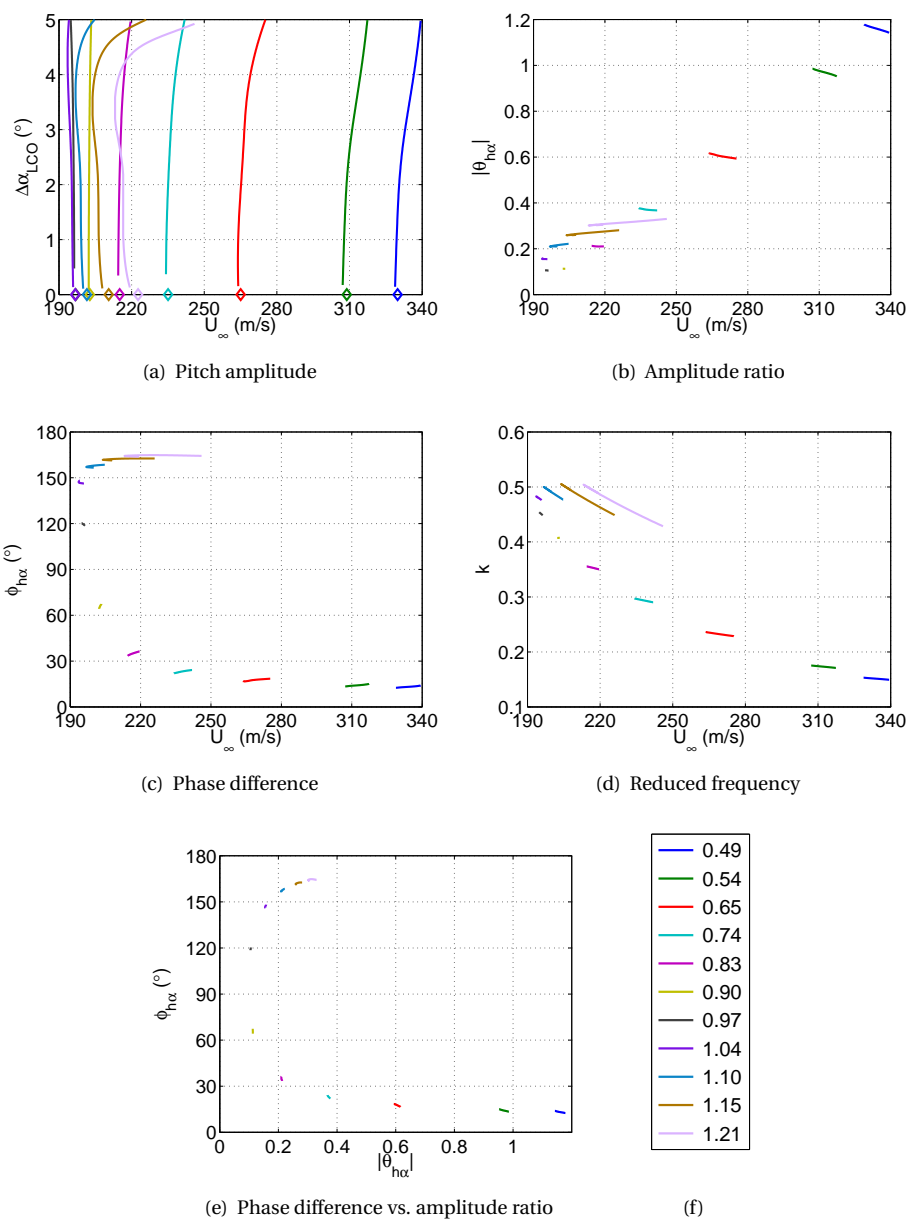 5
4
3
2
1
0
Δα_LCO (°)
190 220 250 280 310 340
U_∞ (m/s)
(a) Pitch amplitude
1.2
1
0.8
0.6
0.4
0.2
0
|θ_hα|
190 220 250 280 310 340
U_∞ (m/s)
(b) Amplitude ratio
180
150
120
90
60
30
0
ϕ_hα (°)
190 220 250 280 310 340
U_∞ (m/s)
(c) Phase difference
0.6
0.5
0.4
0.3
0.2
0.1
k
190 220 250 280 310 340
U_∞ (m/s)
(d) Reduced frequency
180
150
120
90
60
30
0
ϕ_hα (°)
0 0.2 0.4 0.6 0.8 1
|θ_hα|
(e) Phase difference vs. amplitude ratio
0.49
0.54
0.65
0.74
0.83
0.90
0.97
1.04
1.10
1.15
1.21
(f)